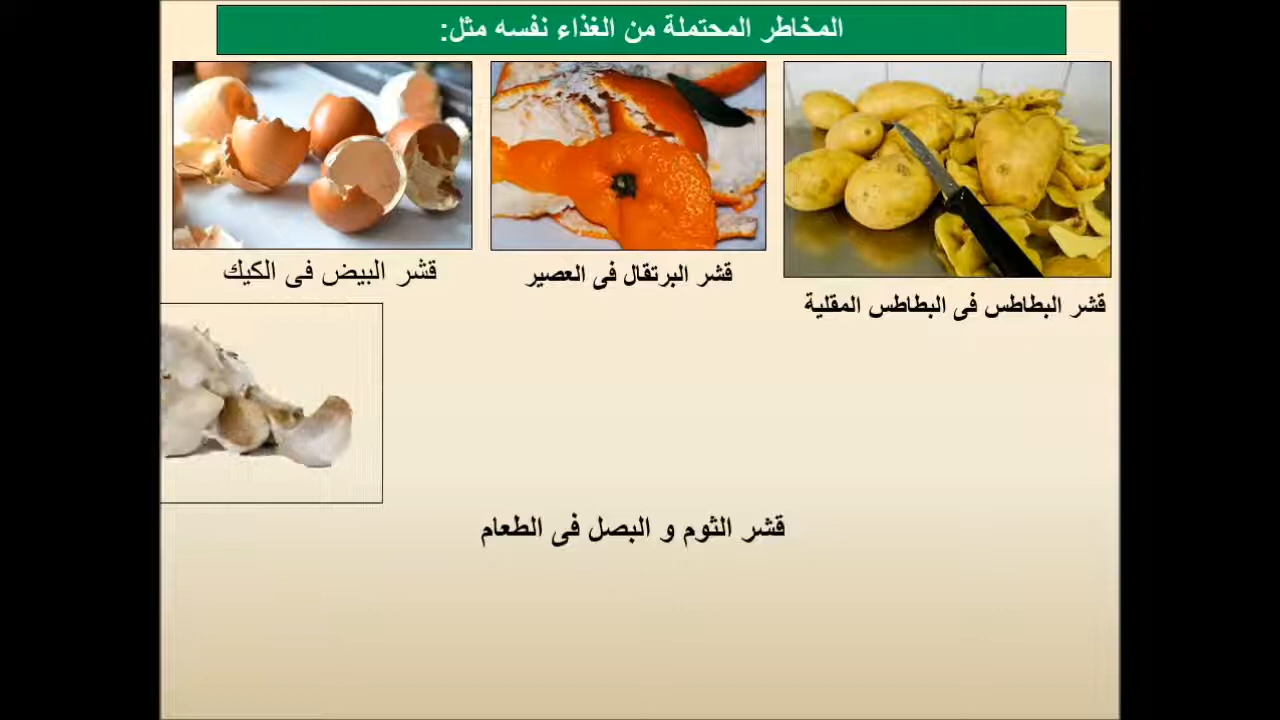 المخاطر المحتملة من الغذاء نفسه مثل:
قشر البطاطس فى البطاطس المقلية
قشر البرتقال فى العصير
قشر البيض فى الكيك
قشر الثوم و البصل فى الطعام